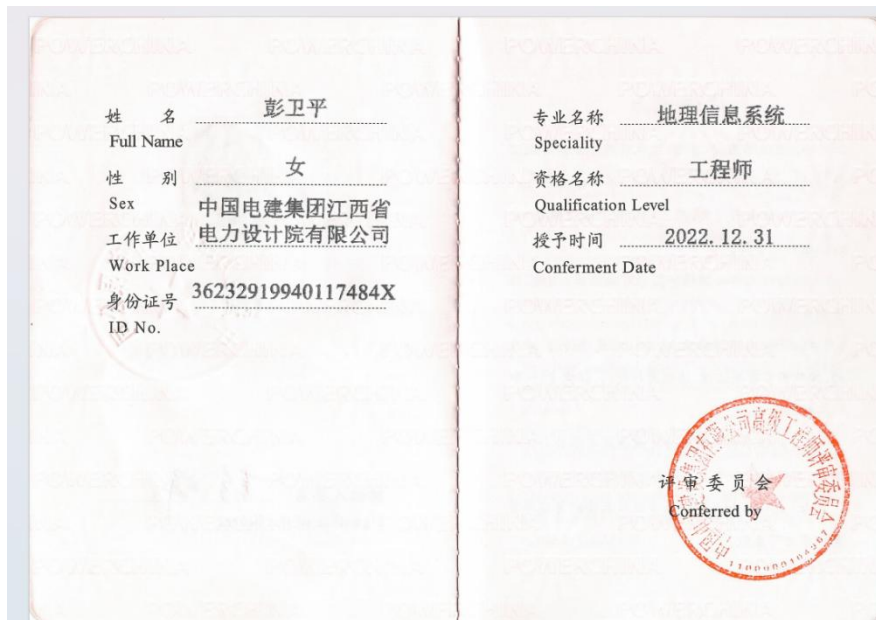 姓 名 彭卫平
Full Name
性 别 女
Sex
中国电建集团江西省
工作单位 电力设计院有限公司
Work Place
身份证号 36232919940117484X
ID No.
专业名称 地理信息系统
Speciality
资格名称 工程师
Qualification Level
授予时间 2022.12.31
Conferment Date
评审委员会
Conferred by
POWERCHINA